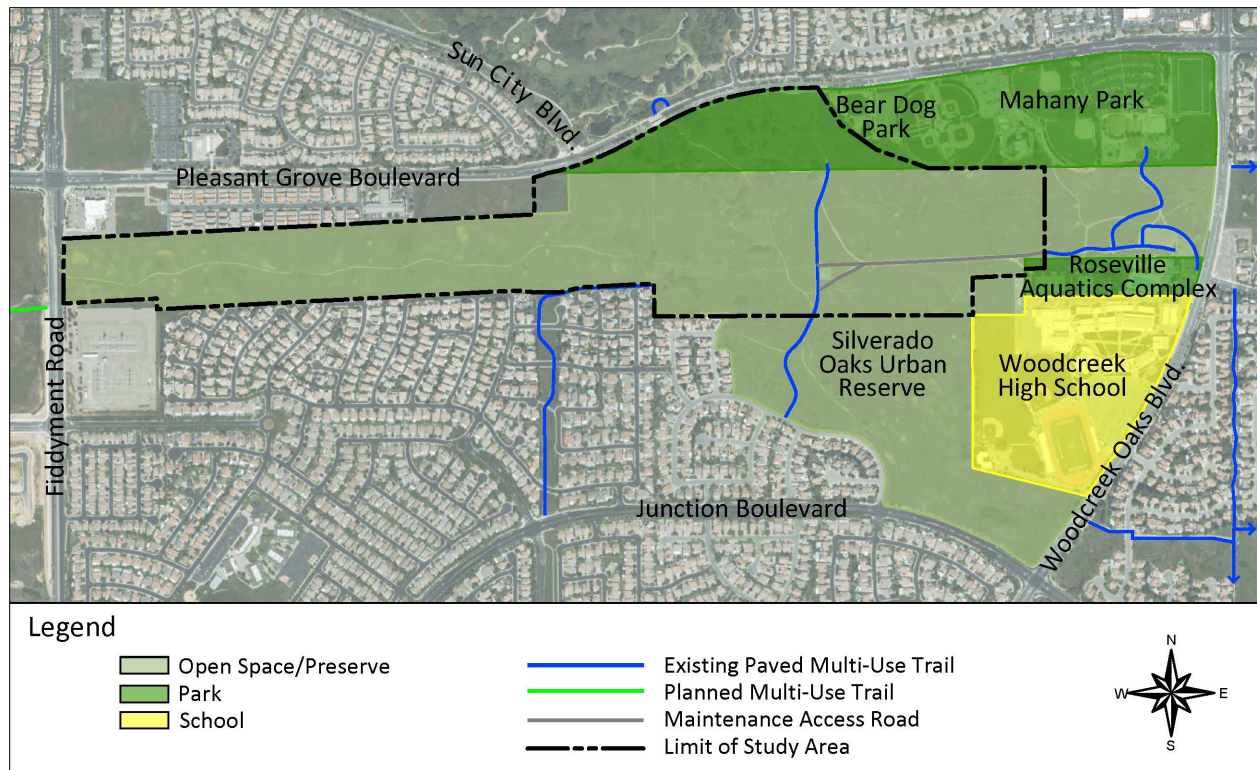 Sun City Blvd.
Bear Dog
Park
Mahany Park
Pleasant Grove Boulevard
Roseville
Aquatics Complex
Silverado
Oaks Urban
Reserve
Woodcreek
High School
Fiddyment Road
Junction Boulevard
Woodcreek Oaks Blvd.
Legend
Open Space/Preserve
Park
School
Existing Paved Multi-Use Trail
Planned Multi-Use Trail
Maintenance Access Road
Limit of Study Area
N
W
E
S